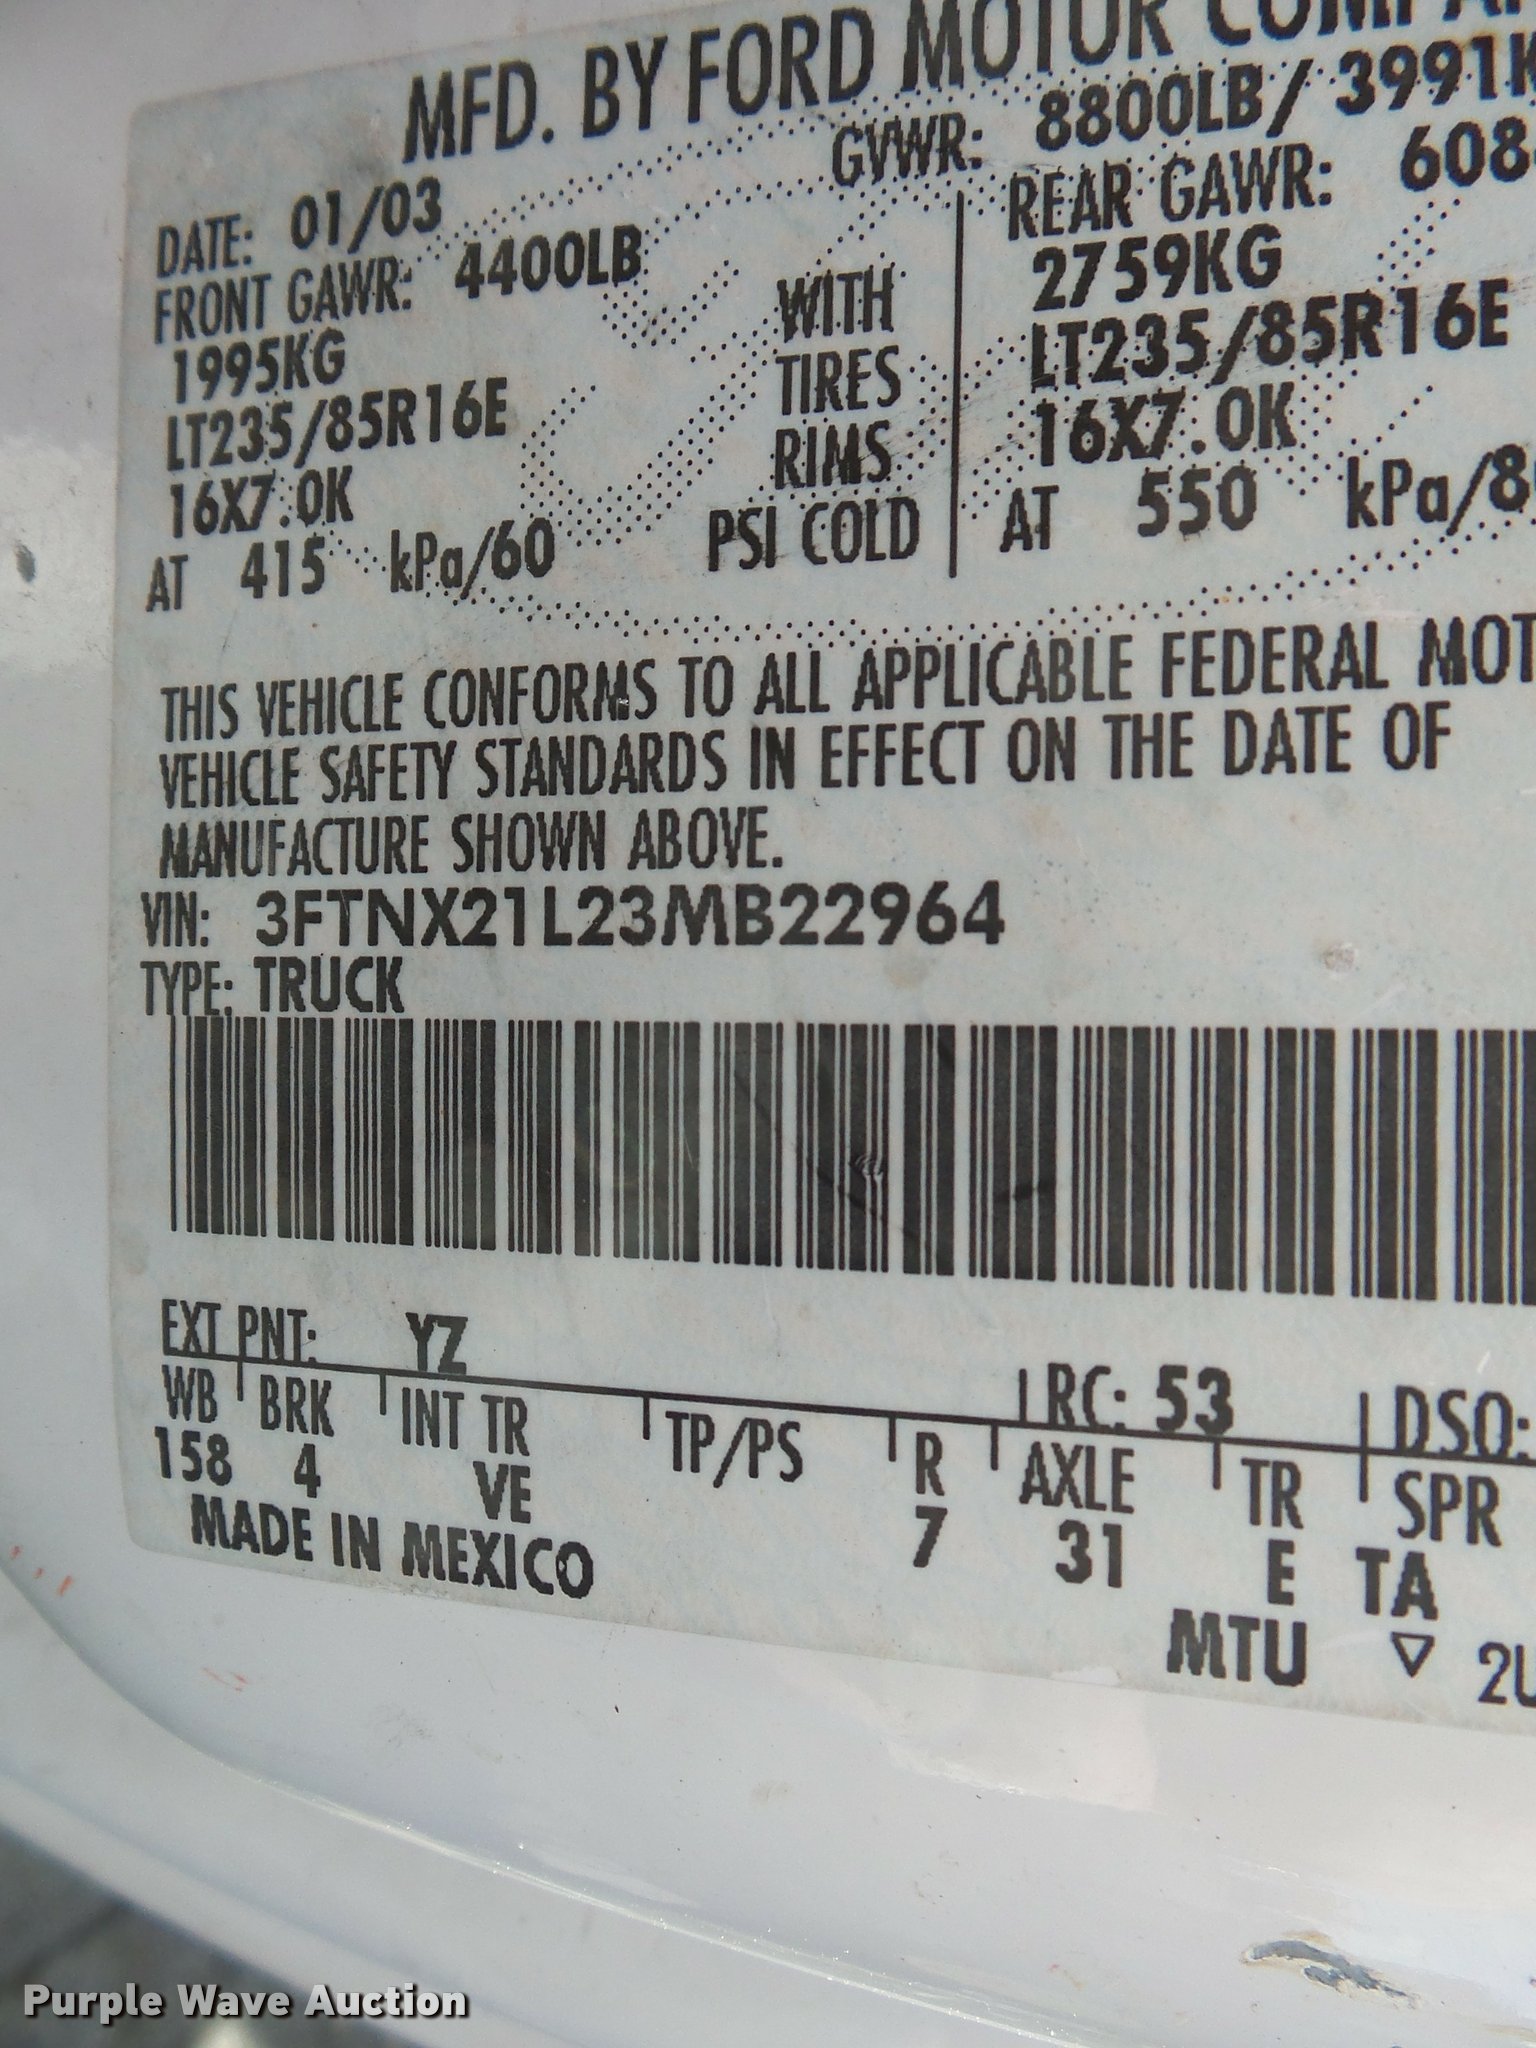 MFD. BY FORD MOTOR COMPAN
GVWR: 8800LB/ 3991K
DATE: 01/03
FRONT GAWR: 4400LB
1995KG
LT235/85R16E
16X7.0K
AT 415 kPa/60
WITH
TIRES
RIMS
PSI COLD
REAR GAWR: 608
2759KG
LT235/85R16E
16X7.0K
AT 550 kPa/80
THIS VEHICLE CONFORMS TO ALL APPLICABLE FEDERAL MOT
VEHICLE SAFETY STANDARDS IN EFFECT ON THE DATE OF
MANUFACTURE SHOWN ABOVE.
VIN: 3FTNX21L23MB22964
TYPE: TRUCK
EXT PNT: YZ
RC: 53 DSO:
WB BRK INT TR TP/PS R AXLE TR SPR
158 4 VE 7 31 E TA
MADE IN MEXICO
MTU ▽ 2U
Purple Wave Auction